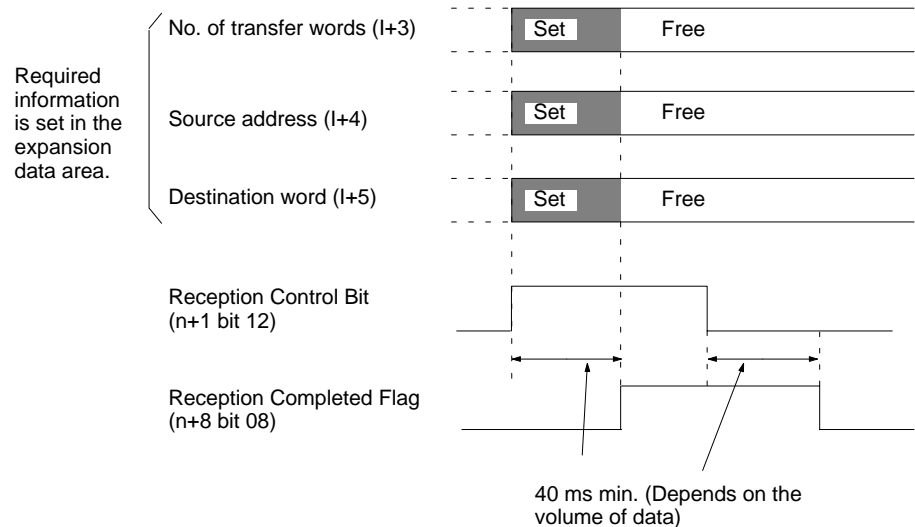 No. of transfer words (I+3)
Set
Free
Required
information
is set in the
expansion
data area.
Source address (I+4)
Set
Free
Destination word (I+5)
Set
Free
Reception Control Bit
(n+1 bit 12)
Reception Completed Flag
(n+8 bit 08)
40 ms min. (Depends on the
volume of data)